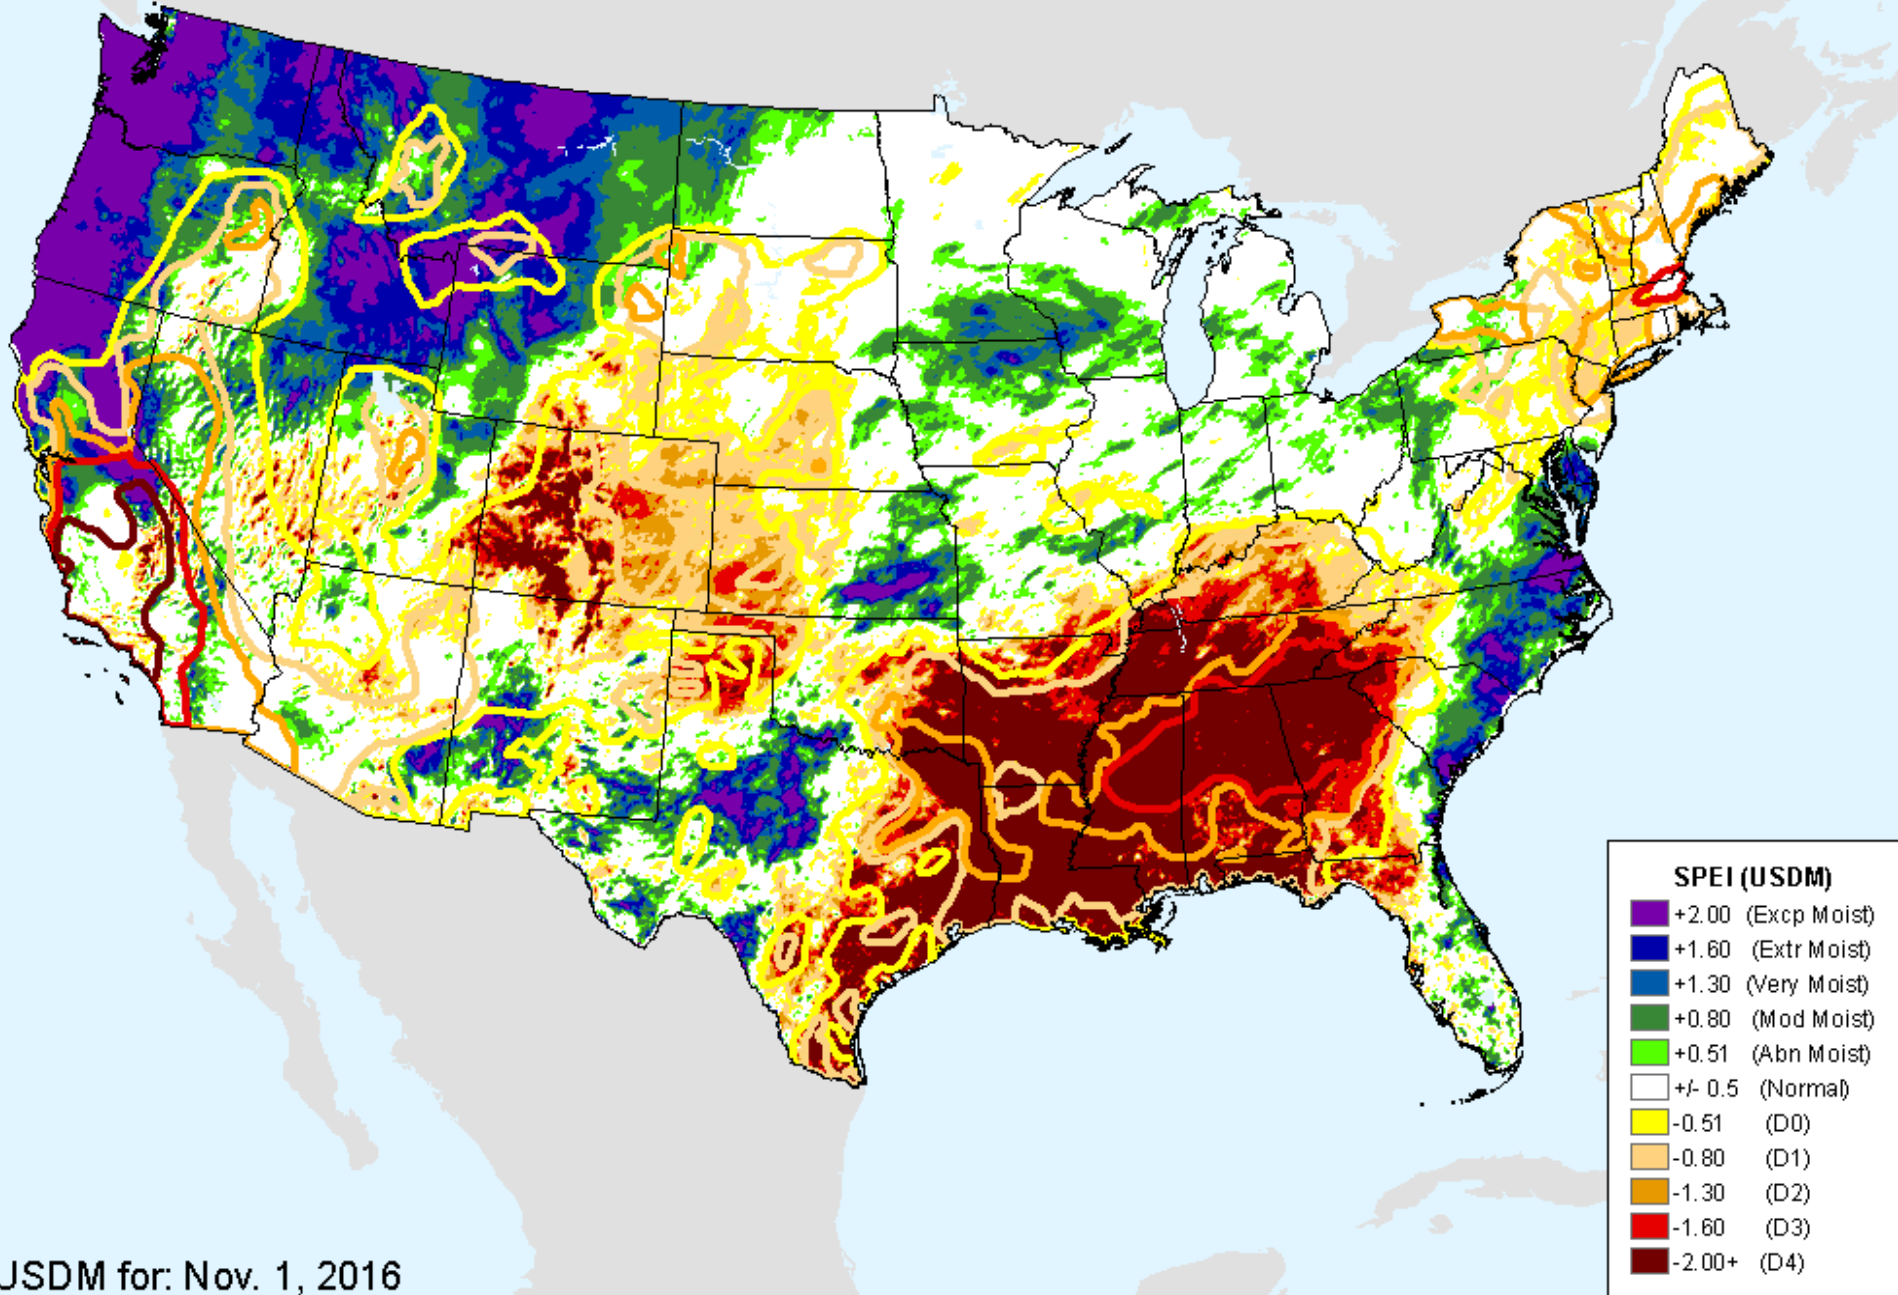 SPEI (USDM)
+2.00 (Excp Moist)
+1.60 (Extr Moist)
+1.30 (Very Moist)
+0.80 (Mod Moist)
+0.51 (Abn Moist)
+/- 0.5 (Normal)
-0.51 (D0)
-0.80 (D1)
-1.30 (D2)
-1.60 (D3)
-2.00+ (D4)
USDM for: Nov. 1, 2016